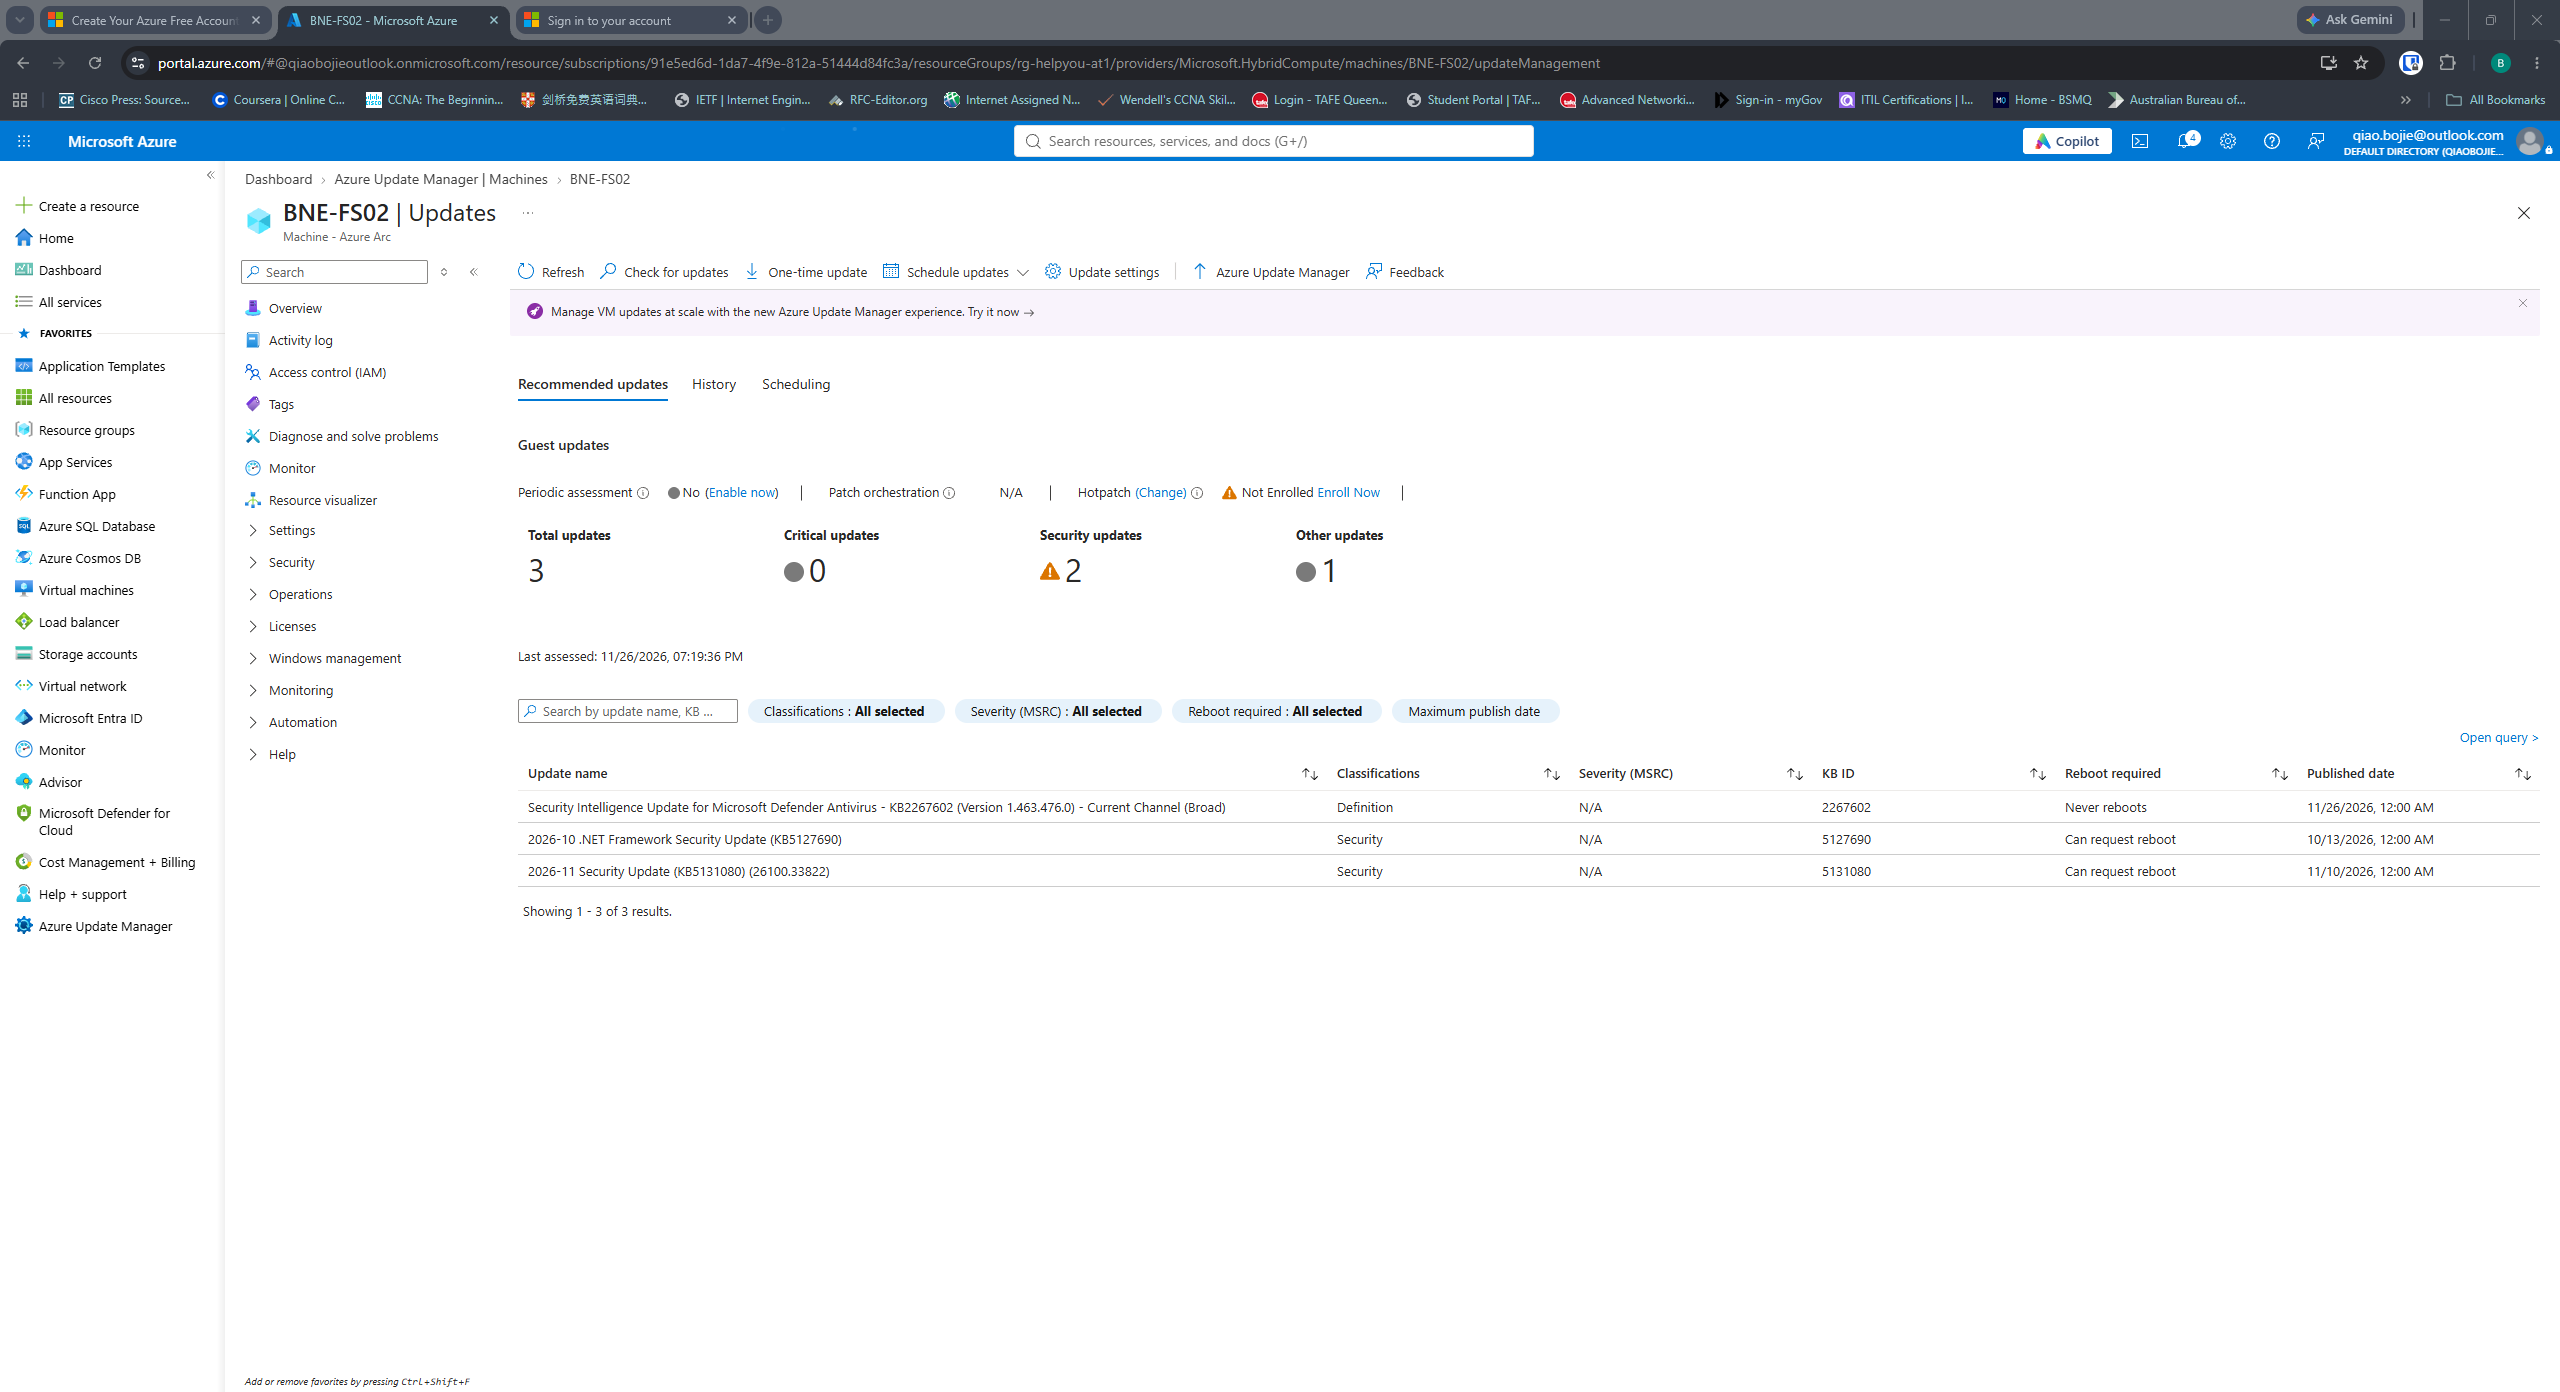 Create Your Azure Free Account
BNE-FS02 - Microsoft Azure
Sign in to your account
Ask Gemini
portal.azure.com/#@qiaobojieoutlook.onmicrosoft.com/resource/subscriptions/91e5ed6d-1da7-4f9e-812a-51444d84fc3a/resourceGroups/rg-helpyou-at1/providers/Microsoft.HybridCompute/machines/BNE-FS02/updateManagement
B
Cisco Press: Source... Coursera | Online C... CCNA: The Beginnin... 剑桥免费英语词典... IETF | Internet Engin... RFC-Editor.org Internet Assigned N... Wendell's CCNA Skil... Login - TAFE Queen... Student Portal | TAF... Advanced Networki... Sign-in - myGov ITIL Certifications | I... Home - BSMQ Australian Bureau of... All Bookmarks
Microsoft Azure
Search resources, services, and docs (G+/)
Copilot
4
qiao.bojie@outlook.com
DEFAULT DIRECTORY (QIAOBOJIE...
Create a resource
Home
Dashboard
All services
FAVORITES
Application Templates
All resources
Resource groups
App Services
Function App
Azure SQL Database
Azure Cosmos DB
Virtual machines
Load balancer
Storage accounts
Virtual network
Microsoft Entra ID
Monitor
Advisor
Microsoft Defender for
Cloud
Cost Management + Billing
Help + support
Azure Update Manager
Dashboard > Azure Update Manager | Machines > BNE-FS02
BNE-FS02 | Updates ...
Machine - Azure Arc
Search
Overview
Activity log
Access control (IAM)
Tags
Diagnose and solve problems
Monitor
Resource visualizer
Settings
Security
Operations
Licenses
Windows management
Monitoring
Automation
Help
Add or remove favorites by pressing Ctrl+Shift+F
Refresh Check for updates One-time update Schedule updates Update settings Azure Update Manager Feedback
Manage VM updates at scale with the new Azure Update Manager experience. Try it now →
Recommended updates History Scheduling
Guest updates
Periodic assessment No (Enable now) | Patch orchestration N/A | Hotpatch (Change) Not Enrolled Enroll Now |
Total updates Critical updates Security updates Other updates
3 0 2 1
Last assessed: 11/26/2026, 07:19:36 PM
Search by update name, KB ... Classifications : All selected Severity (MSRC) : All selected Reboot required : All selected Maximum publish date
Open query >
Update name Classifications Severity (MSRC) KB ID Reboot required Published date
Security Intelligence Update for Microsoft Defender Antivirus - KB2267602 (Version 1.463.476.0) - Current Channel (Broad) Definition N/A 2267602 Never reboots 11/26/2026, 12:00 AM
2026-10 .NET Framework Security Update (KB5127690) Security N/A 5127690 Can request reboot 10/13/2026, 12:00 AM
2026-11 Security Update (KB5131080) (26100.33822) Security N/A 5131080 Can request reboot 11/10/2026, 12:00 AM
Showing 1 - 3 of 3 results.